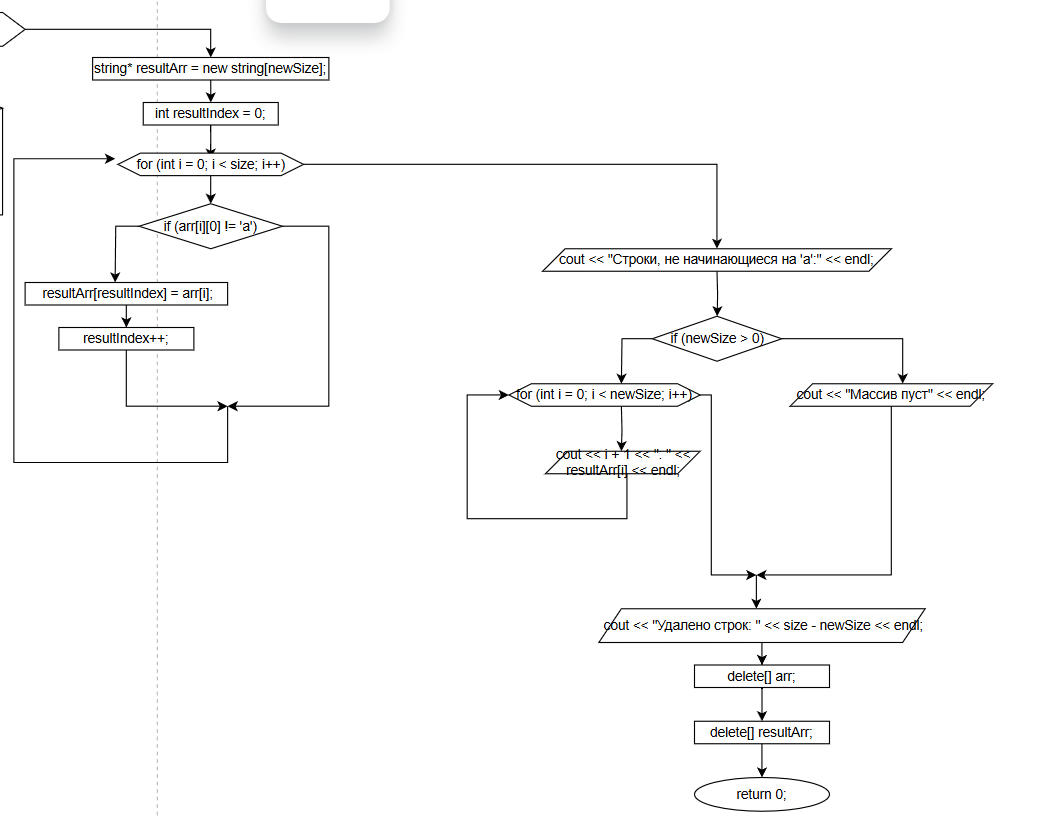 string* resultArr = new string[newSize];
int resultIndex = 0;
for (int i = 0; i < size; i++)
if (arr[i][0] != 'a')
resultArr[resultIndex] = arr[i];
resultIndex++;
cout << "Строки, не начинающиеся на 'a':" << endl;
if (newSize > 0)
for (int i = 0; i < newSize; i++)
cout << "Массив пуст" << endl;
cout << i + 1 << ". " <<
resultArr[i] << endl;
cout << "Удалено строк: " << size - newSize << endl;
delete[] arr;
delete[] resultArr;
return 0;